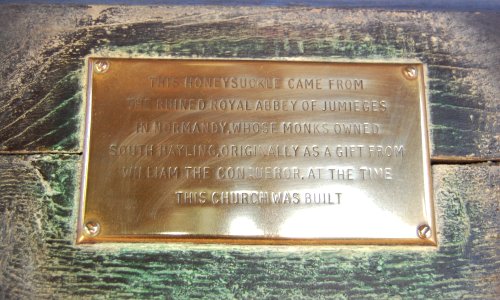 THIS HONEYSUCKLE CAME FROM
THE RUINED ROYAL ABBEY OF JUMIEGES
IN NORMANDY, WHOSE MONKS OWNED
SOUTH HAYLING, ORIGINALLY AS A GIFT FROM
WILLIAM THE CONQUEROR, AT THE TIME
THIS CHURCH WAS BUILT